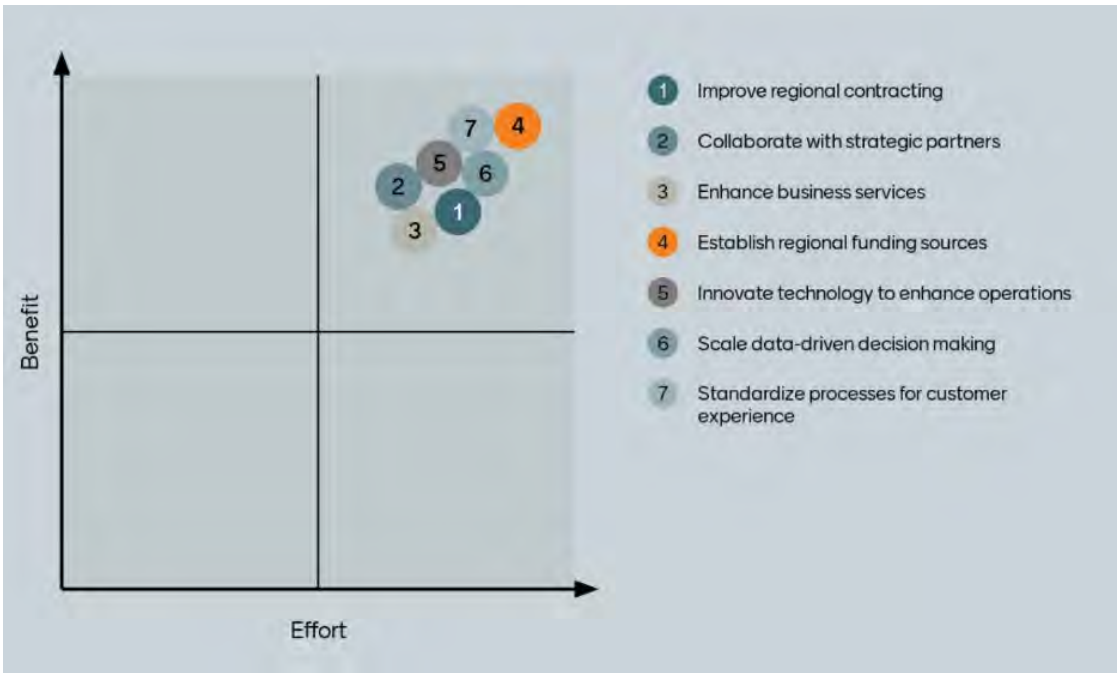 1 Improve regional contracting
2 Collaborate with strategic partners
3 Enhance business services
4 Establish regional funding sources
5 Innovate technology to enhance operations
6 Scale data-driven decision making
7 Standardize processes for customer
experience
7 4
5
6
2
1
3
Benefit
Effort